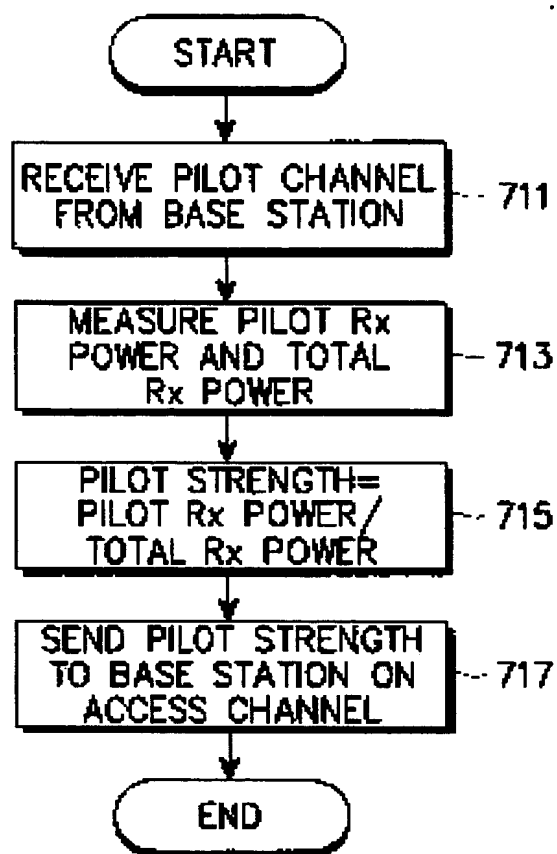 START
RECEIVE PILOT CHANNEL
FROM BASE STATION
711
MEASURE PILOT Rx
POWER AND TOTAL
Rx POWER
713
PILOT STRENGTH=
PILOT Rx POWER/
TOTAL Rx POWER
715
SEND PILOT STRENGTH
TO BASE STATION ON
ACCESS CHANNEL
717
END